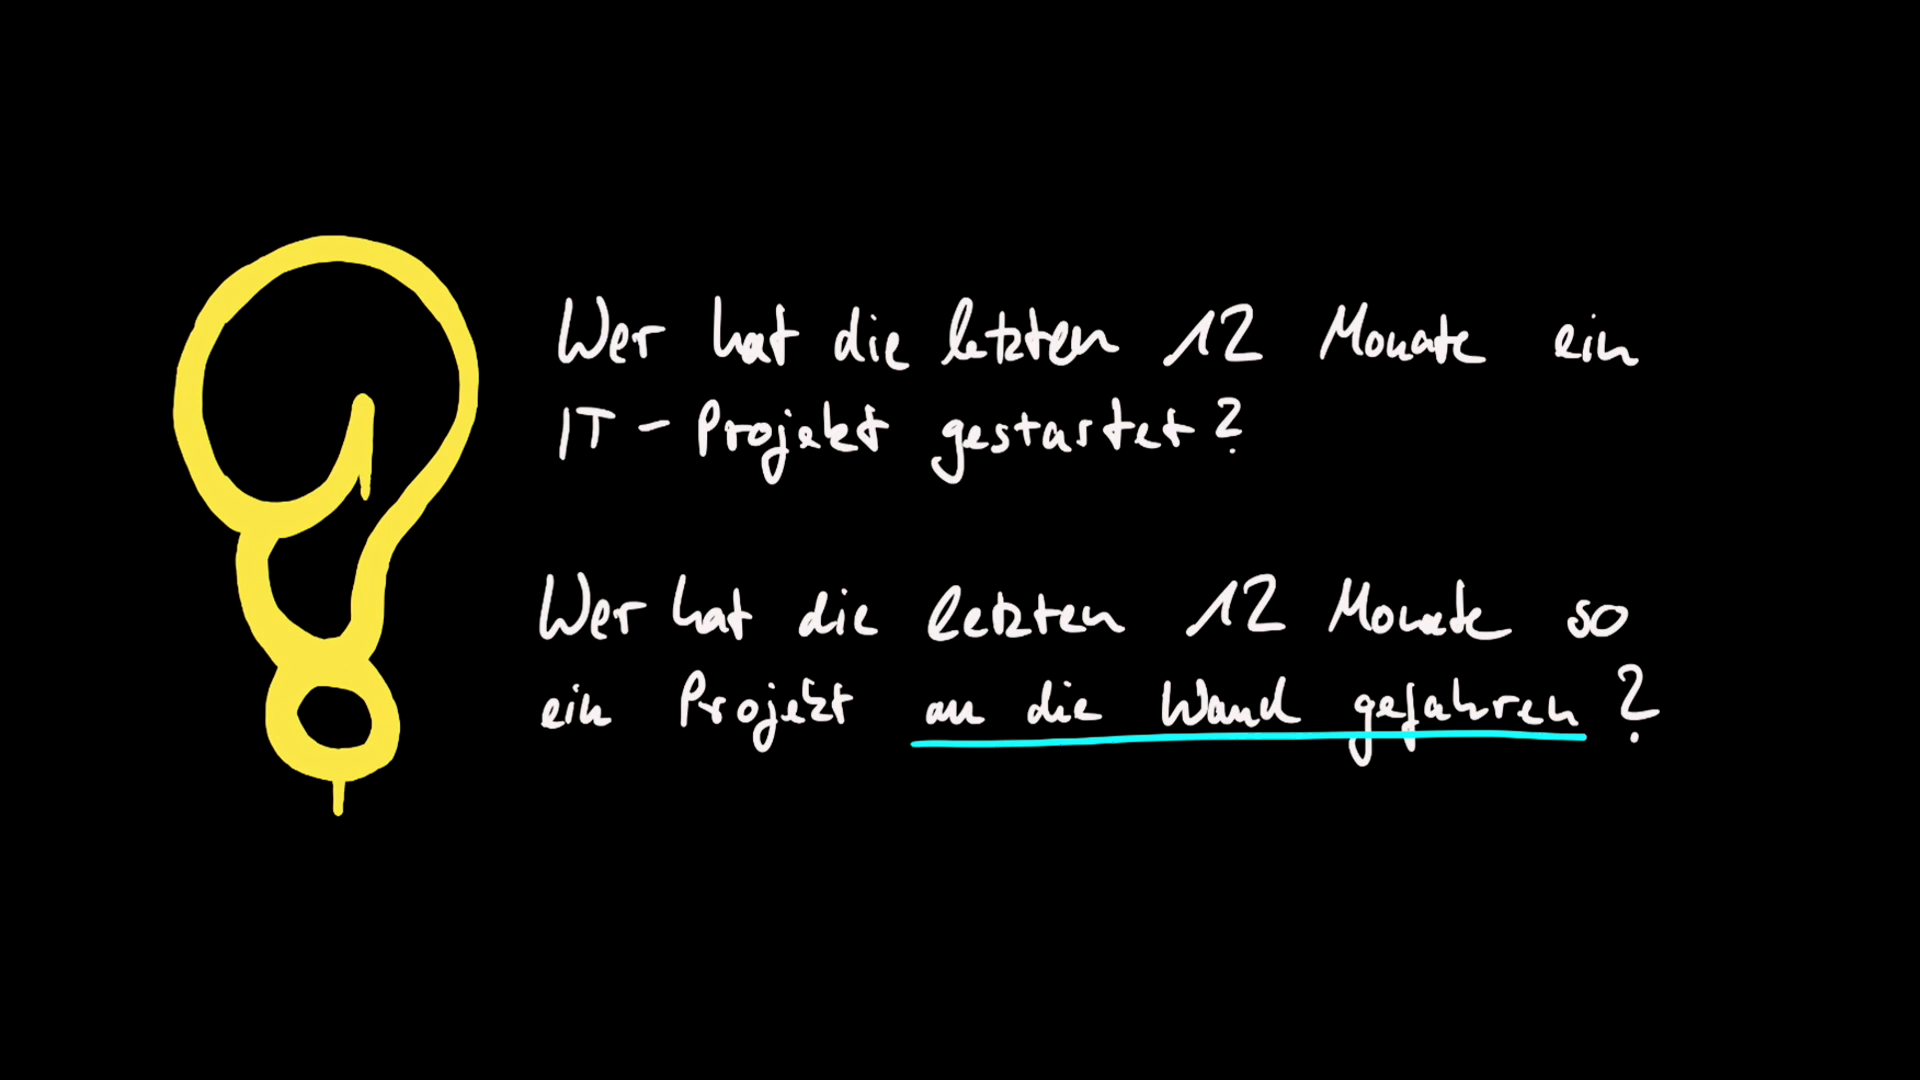 Wer hat die letzten 12 Monate ein
IT - Projekt gestartet?
Wer hat die letzten 12 Monate so
ein Projekt an die Wand gefahren?